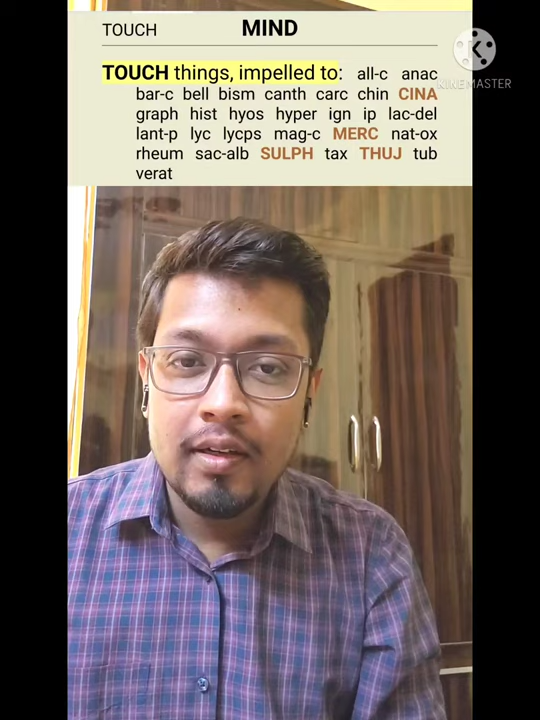 TOUCH MIND
TOUCH things, impelled to: all-c anac
bar-c bell bism canth carc chin CINA
graph hist hyos hyper ign ip lac-del
lant-p lyc lycps mag-c MERC nat-ox
rheum sac-alb SULPH tax THUJ tub
verat
KINEMASTER